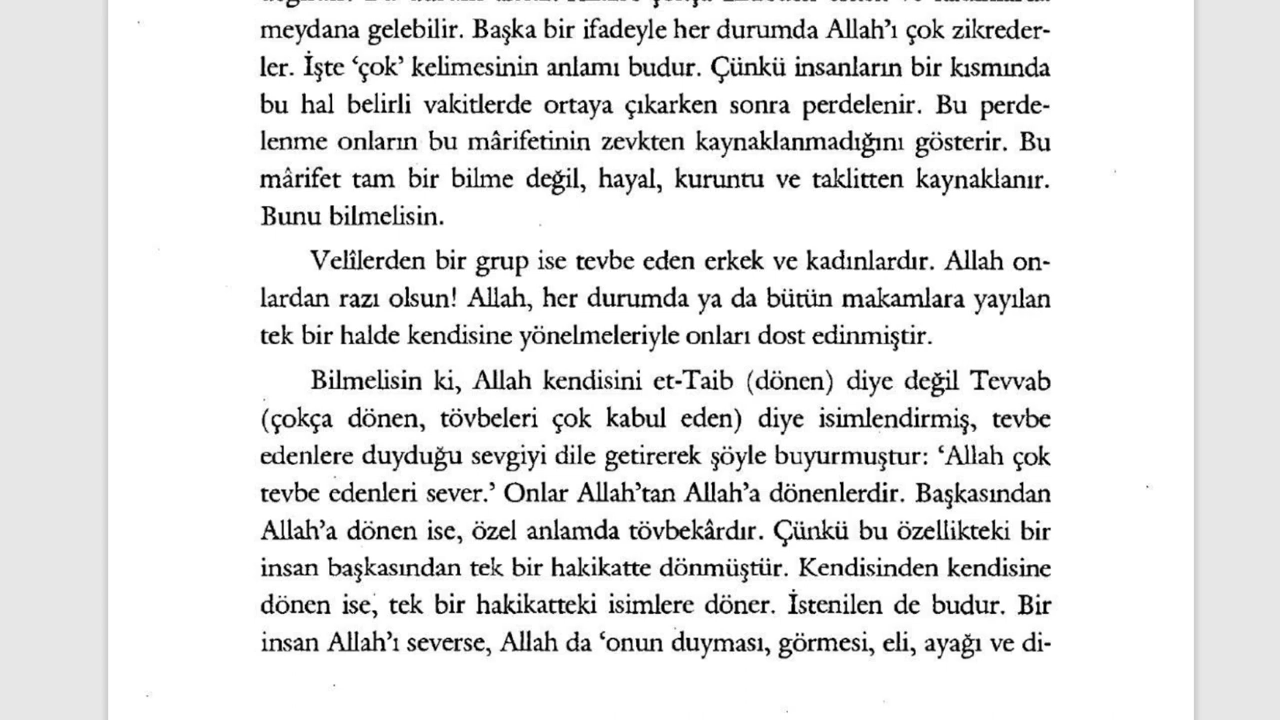 meydana gelebilir. Başka bir ifadeyle her durumda Allah’ı çok zikreder-
ler. İşte ‘çok’ kelimesinin anlamı budur. Çünkü insanların bir kısmında
bu hal belirli vakitlerde ortaya çıkarken sonra perdelenir. Bu perde-
lenme onların bu mârifetinin zevkten kaynaklanmadığını gösterir. Bu
mârifet tam bir bilme değil, hayal, kuruntu ve taklitten kaynaklanır.
Bunu bilmelisin.
Velîlerden bir grup ise tevbe eden erkek ve kadınlardır. Allah on-
lardan razı olsun! Allah, her durumda ya da bütün makamlara yayılan
tek bir halde kendisine yönelmeleriyle onları dost edinmiştir.
Bilmelisin ki, Allah kendisini et-Taib (dönen) diye değil Tevvab
(çokça dönen, tövbeleri çok kabul eden) diye isimlendirmiş, tevbe
edenlere duyduğu sevgiyi dile getirerek şöyle buyurmuştur: ‘Allah çok
tevbe edenleri sever.’ Onlar Allah’tan Allah’a dönenlerdir. Başkasından
Allah’a dönen ise, özel anlamda tövbekârdır. Çünkü bu özellikteki bir
insan başkasından tek bir hakikatte dönmüştür. Kendisinden kendisine
dönen ise, tek bir hakikatteki isimlere döner. İstenilen de budur. Bir
insan Allah’ı severse, Allah da ‘onun duyması, görmesi, eli, ayağı ve di-